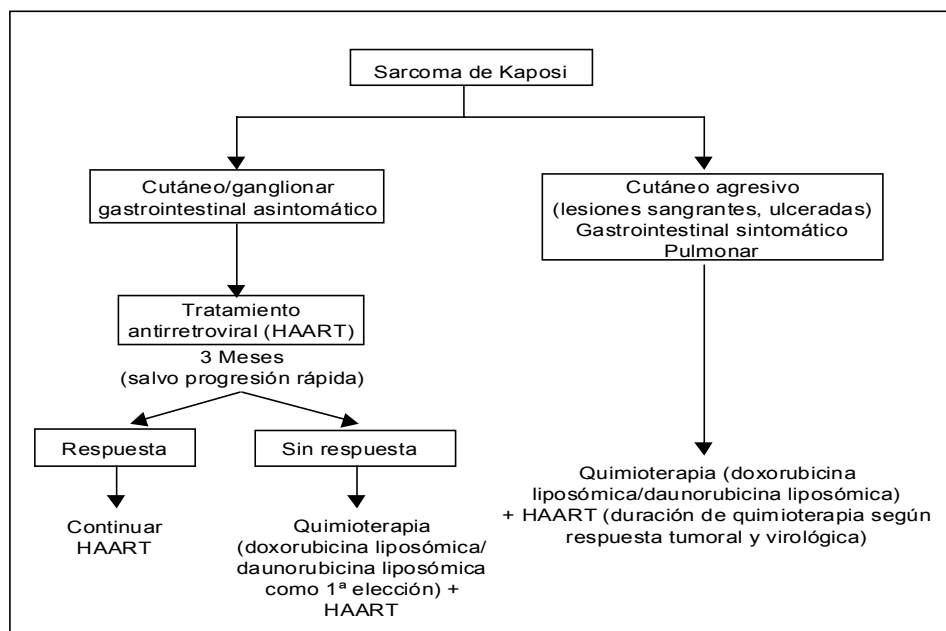 Sarcoma de Kaposi
Cutáneo/ganglionar
gastrointestinal asintomático
Cutáneo agresivo
(lesiones sangrantes, ulceradas)
Gastrointestinal sintomático
Pulmonar
Tratamiento
antirretroviral (HAART)
3 Meses
(salvo progresión rápida)
Respuesta
Sin respuesta
Continuar
HAART
Quimioterapia
(doxorubicina liposómica/
daunorubicina liposómica
como 1ª elección) +
HAART
Quimioterapia (doxorubicina
liposómica/daunorubicina liposómica)
+ HAART (duración de quimioterapia según
respuesta tumoral y virológica)